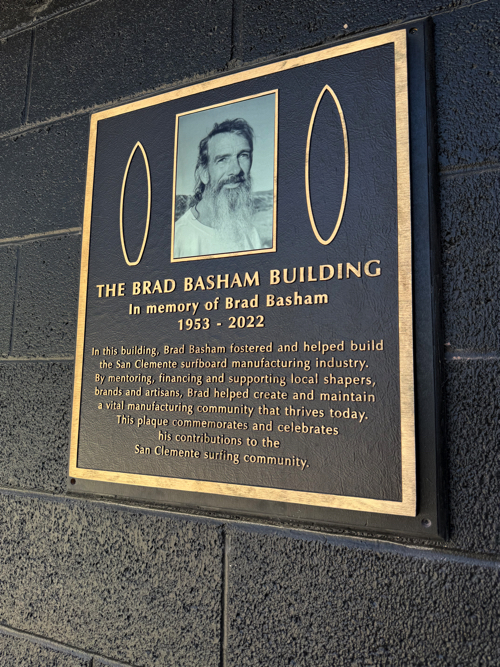 THE BRAD BASHAM BUILDING
In memory of Brad Basham
1953 - 2022
In this building, Brad Basham fostered and helped build
the San Clemente surfboard manufacturing industry.
By mentoring, financing and supporting local shapers,
brands and artisans, Brad helped create and maintain
a vital manufacturing community that thrives today.
This plaque commemorates and celebrates
his contributions to the
San Clemente surfing community.